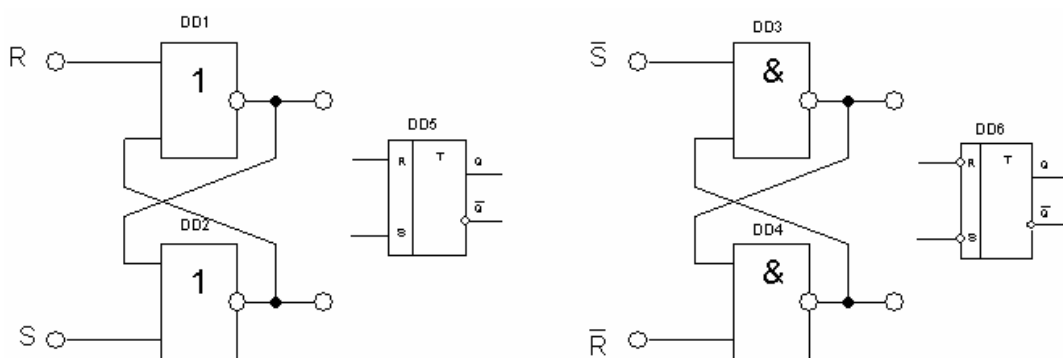 DD1
R
1
DD5
R
T
Q
Q̅
S
DD2
1
S
DD3
S̅
&
DD6
R
T
Q
Q̅
S
DD4
&
R̅